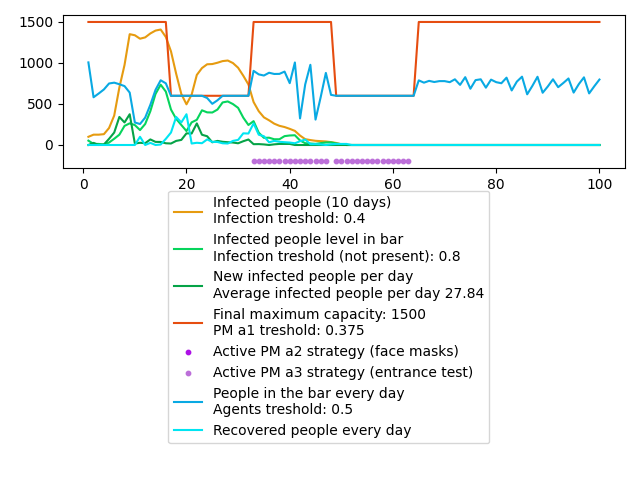 1500
1000
500
0
0
20
40
60
80
100
Infected people (10 days)
Infection treshold: 0.4
Infected people level in bar
Infection treshold (not present): 0.8
New infected people per day
Average infected people per day 27.84
Final maximum capacity: 1500
PM a1 treshold: 0.375
Active PM a2 strategy (face masks)
Active PM a3 strategy (entrance test)
People in the bar every day
Agents treshold: 0.5
Recovered people every day